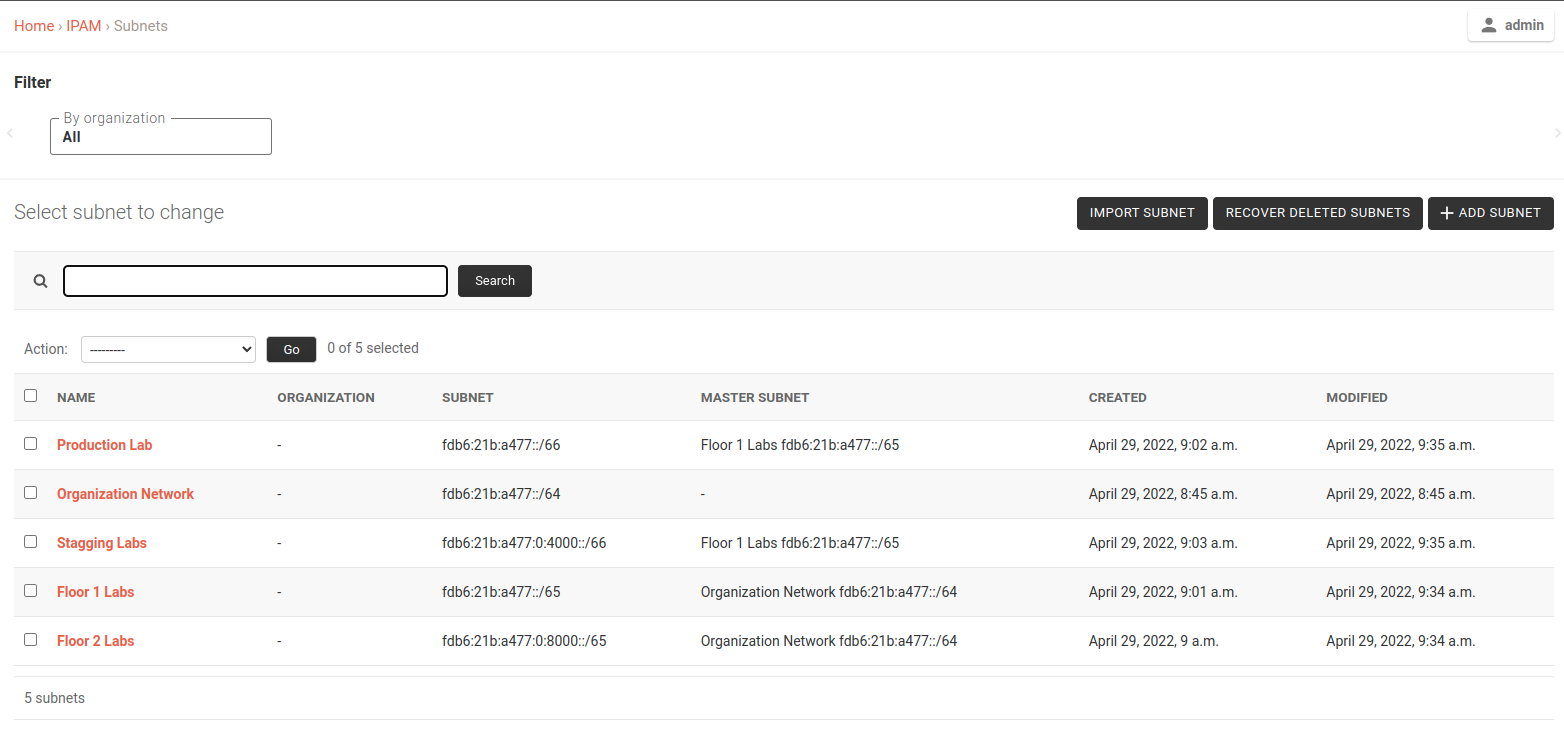 Home › IPAM › Subnets
admin
Filter
By organization
All
Select subnet to change
IMPORT SUBNET RECOVER DELETED SUBNETS + ADD SUBNET
Search
Action: --------- Go 0 of 5 selected
NAME ORGANIZATION SUBNET MASTER SUBNET CREATED MODIFIED
Production Lab - fdb6:21b:a477::/66 Floor 1 Labs fdb6:21b:a477::/65 April 29, 2022, 9:02 a.m. April 29, 2022, 9:35 a.m.
Organization Network - fdb6:21b:a477::/64 - April 29, 2022, 8:45 a.m. April 29, 2022, 8:45 a.m.
Stagging Labs - fdb6:21b:a477:0:4000::/66 Floor 1 Labs fdb6:21b:a477::/65 April 29, 2022, 9:03 a.m. April 29, 2022, 9:35 a.m.
Floor 1 Labs - fdb6:21b:a477::/65 Organization Network fdb6:21b:a477::/64 April 29, 2022, 9:01 a.m. April 29, 2022, 9:34 a.m.
Floor 2 Labs - fdb6:21b:a477:0:8000::/65 Organization Network fdb6:21b:a477::/64 April 29, 2022, 9 a.m. April 29, 2022, 9:34 a.m.
5 subnets